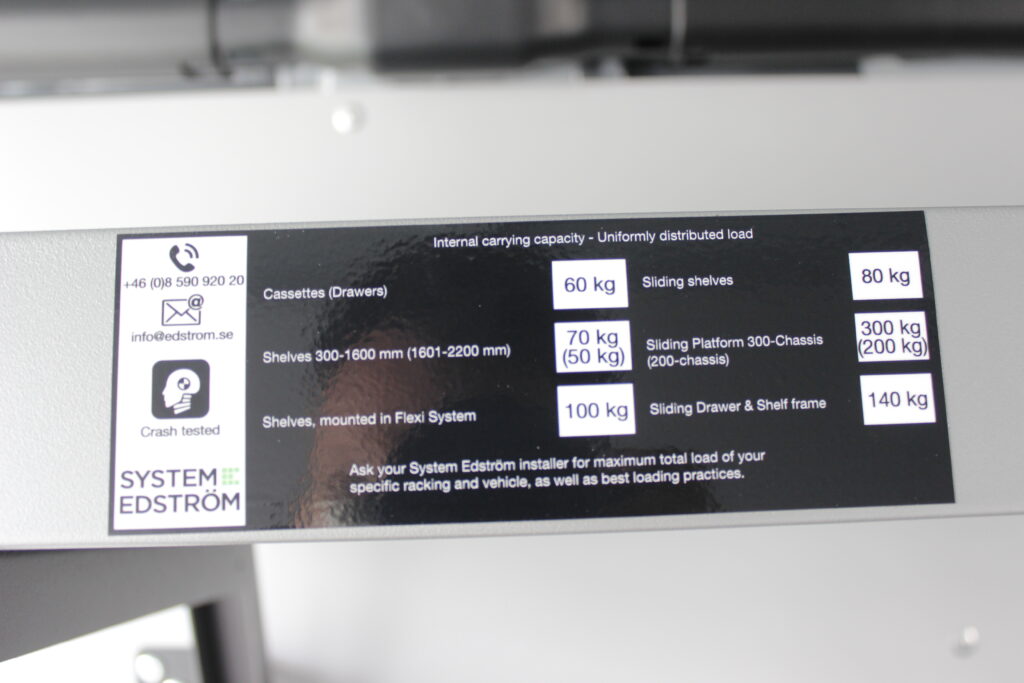 Internal carrying capacity - Uniformly distributed load
+46 (0)8 590 920 20
info@edstrom.se
Crash tested
SYSTEM E
EDSTRÖM
Cassettes (Drawers) 60 kg
Shelves 300-1600 mm (1601-2200 mm) 70 kg
(50 kg)
Shelves, mounted in Flexi System 100 kg
Sliding shelves 80 kg
Sliding Platform 300-Chassis 300 kg
(200-chassis) (200 kg)
Sliding Drawer & Shelf frame 140 kg
Ask your System Edström installer for maximum total load of your
specific racking and vehicle, as well as best loading practices.